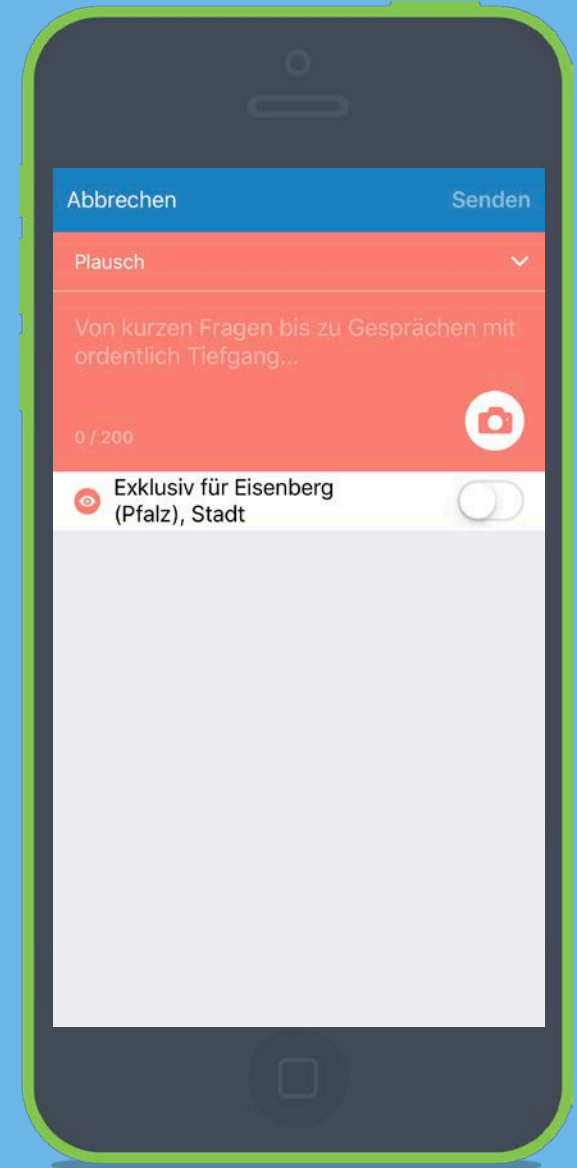 Abbrechen Senden
Plausch
Von kurzen Fragen bis zu Gesprächen mit
ordentlich Tiefgang...
0 / 200
Exklusiv für Eisenberg
(Pfalz), Stadt